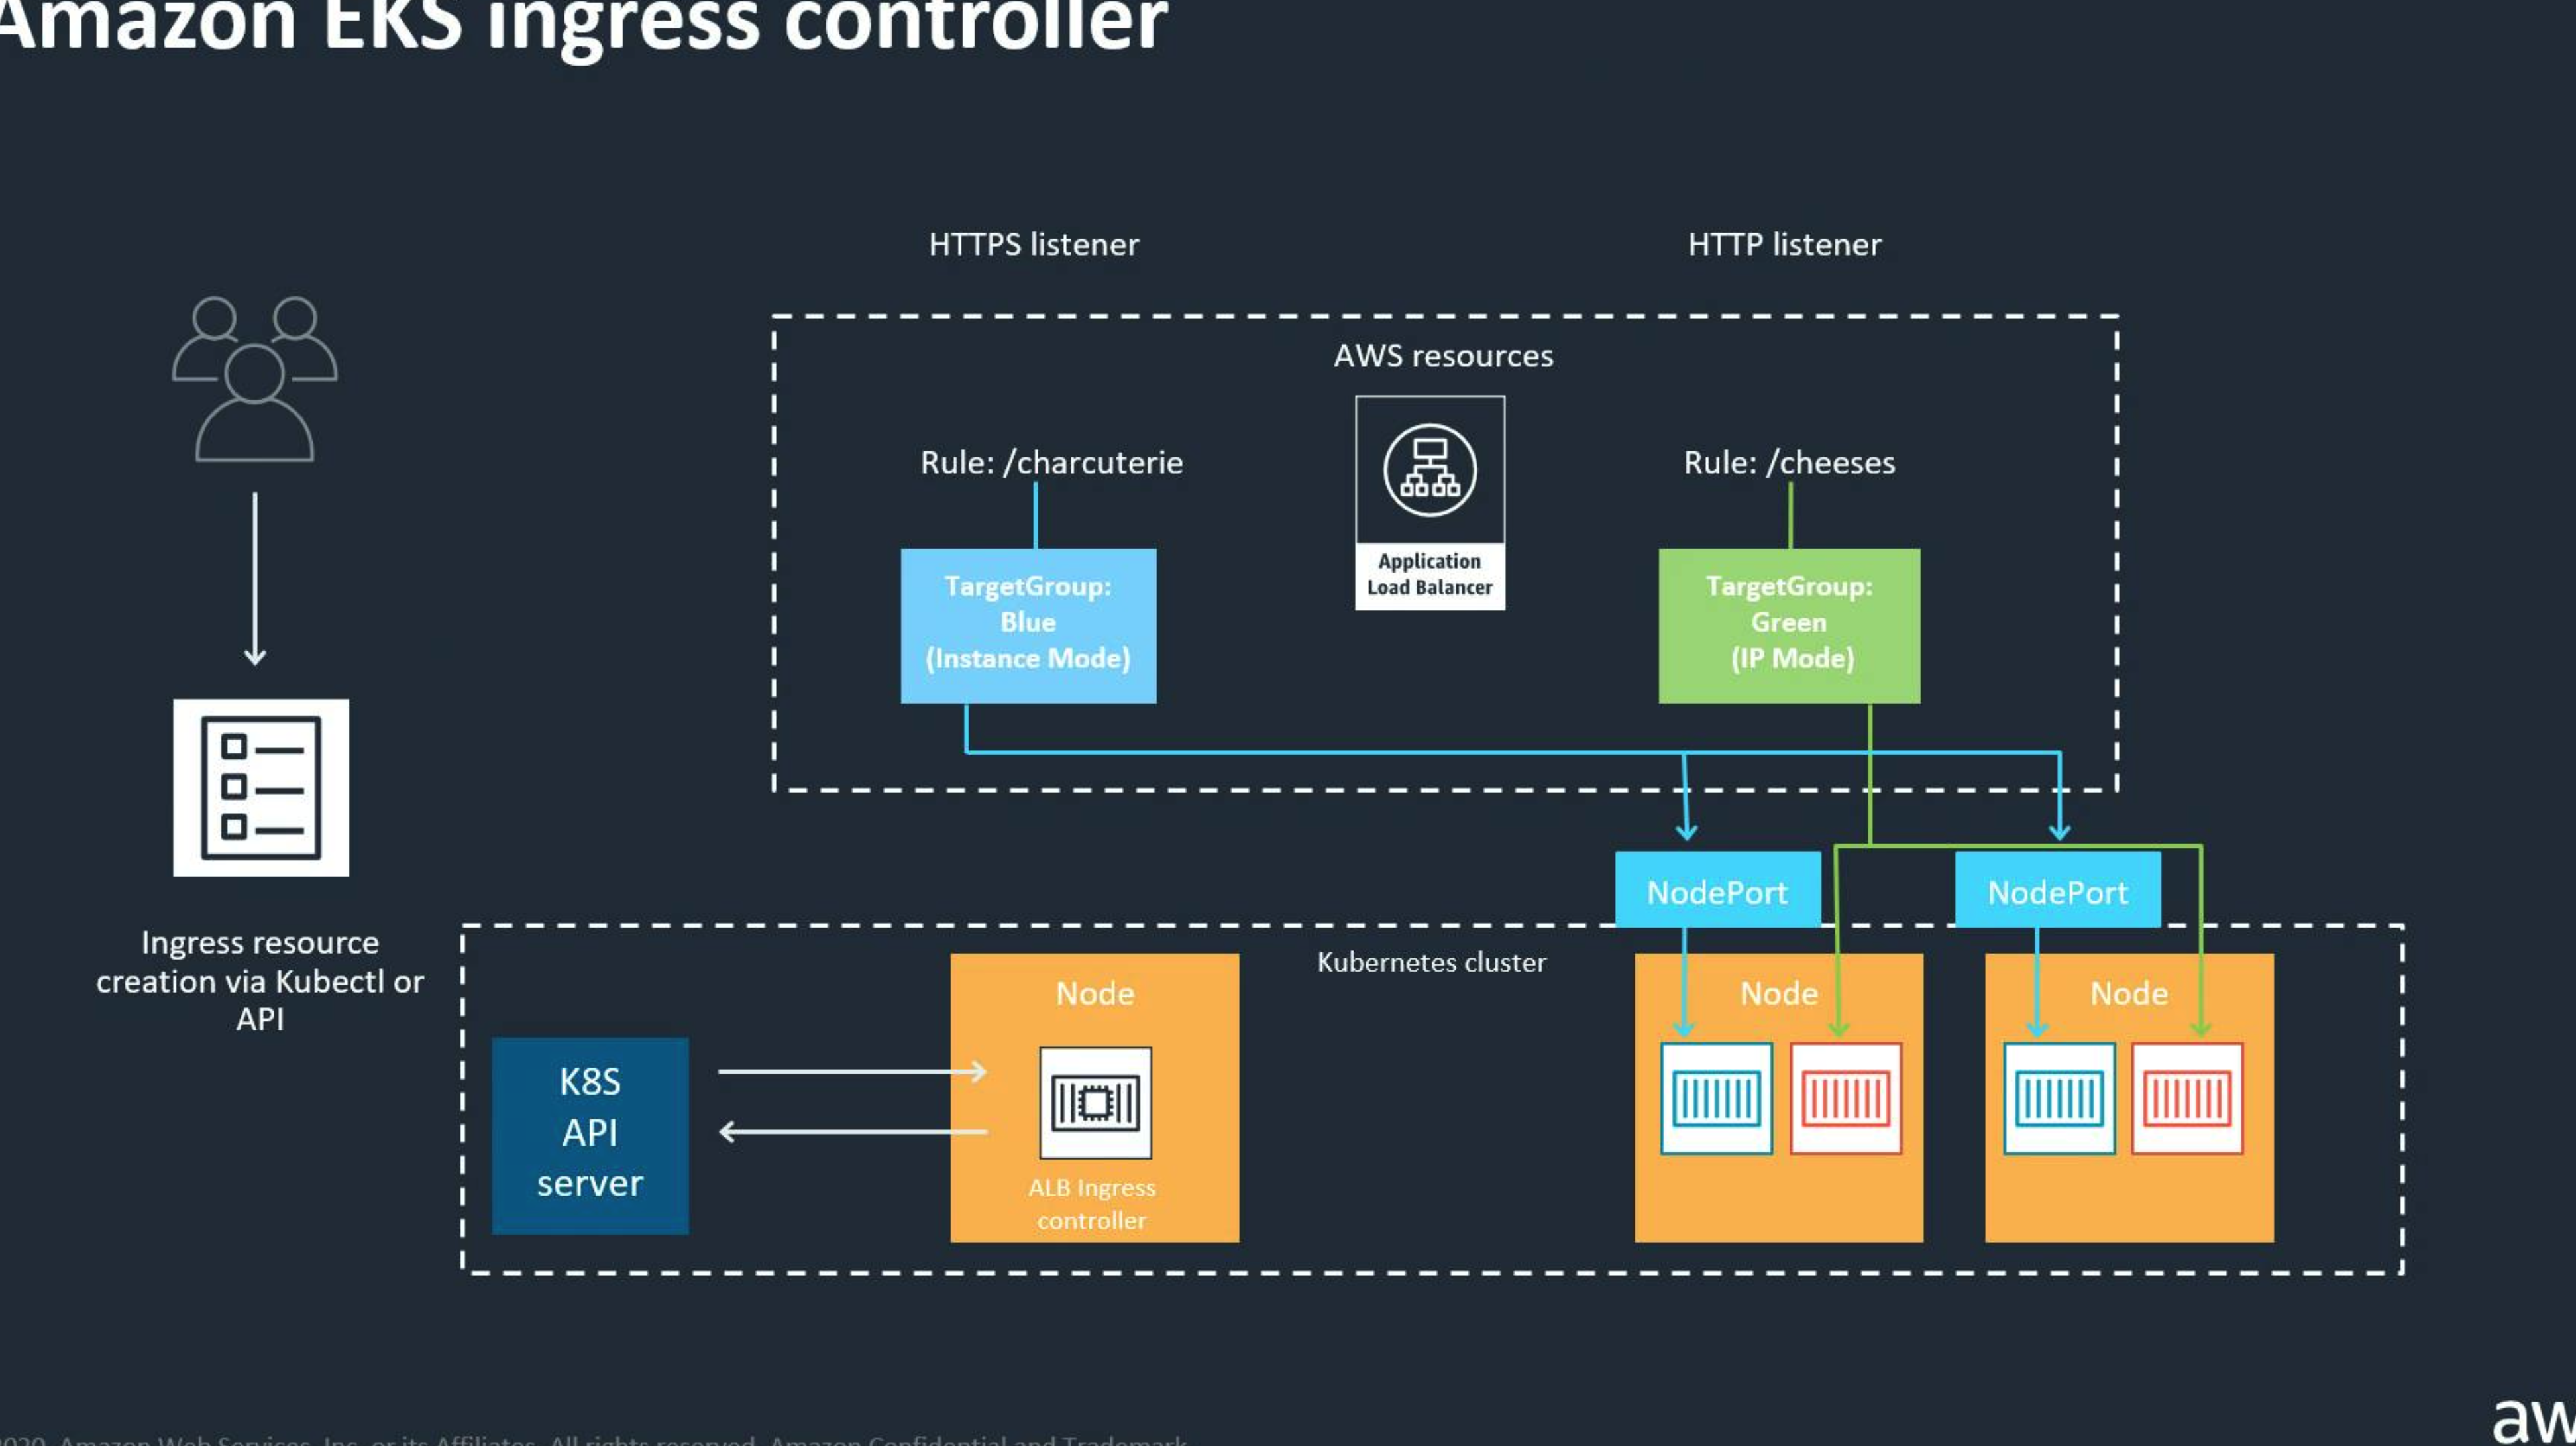 Amazon EKS ingress controller
HTTPS listener
HTTP listener
AWS resources
Rule: /charcuterie
Rule: /cheeses
Application
Load Balancer
TargetGroup:
Blue
(Instance Mode)
TargetGroup:
Green
(IP Mode)
NodePort
NodePort
Ingress resource
creation via Kubectl or
API
Kubernetes cluster
K8S
API
server
Node
ALB Ingress
controller
Node
Node
2020, Amazon Web Services, Inc. or its Affiliates. All rights reserved. Amazon Confidential and Trademark
aw